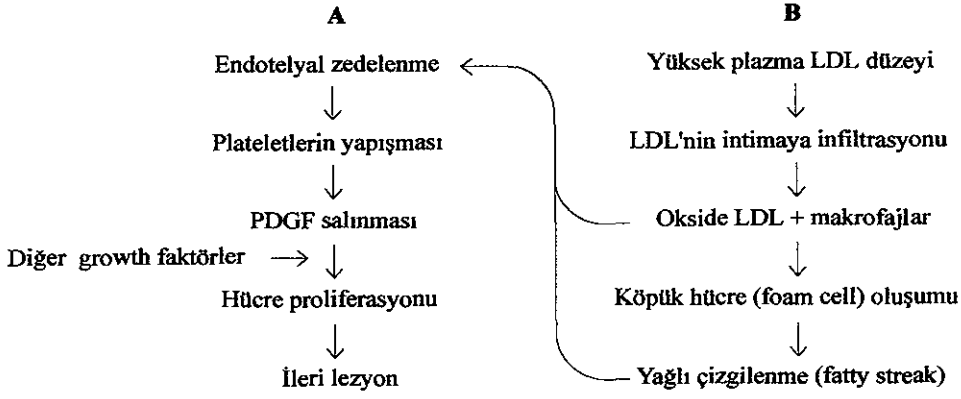 A
Endotelyal zedelenme
Plateletlerin yapışması
PDGF salınması
Diğer growth faktörler
Hücre proliferasyonu
İleri lezyon
B
Yüksek plazma LDL düzeyi
LDL'nin intimaya infiltrasyonu
Okside LDL + makrofajlar
Köpük hücre (foam cell) oluşumu
Yağlı çizgilenme (fatty streak)